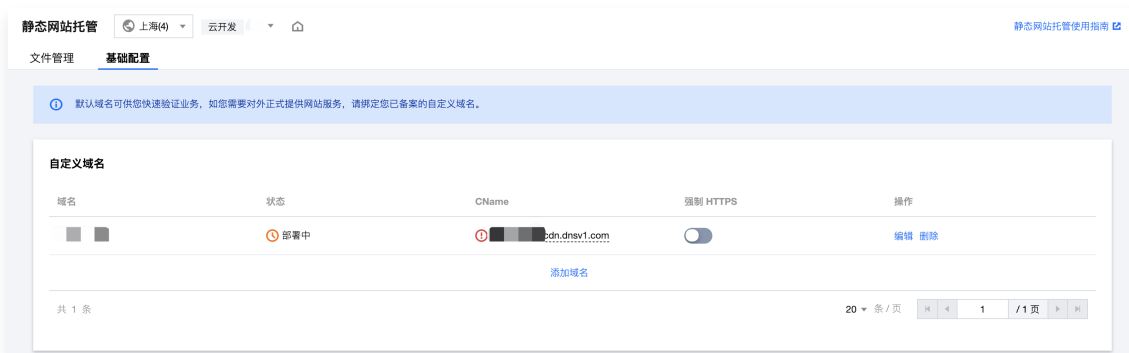 静态网站托管 上海(4) 云开发 静态网站托管使用指南
文件管理 基础配置
默认域名可供您快速验证业务，如您需要对外正式提供网站服务，请绑定您已备案的自定义域名。
自定义域名
域名 状态 CName 强制 HTTPS 操作
部署中 cdn.dnsv1.com 编辑 删除
添加域名
共 1 条 20 条 / 页 1 / 1 页